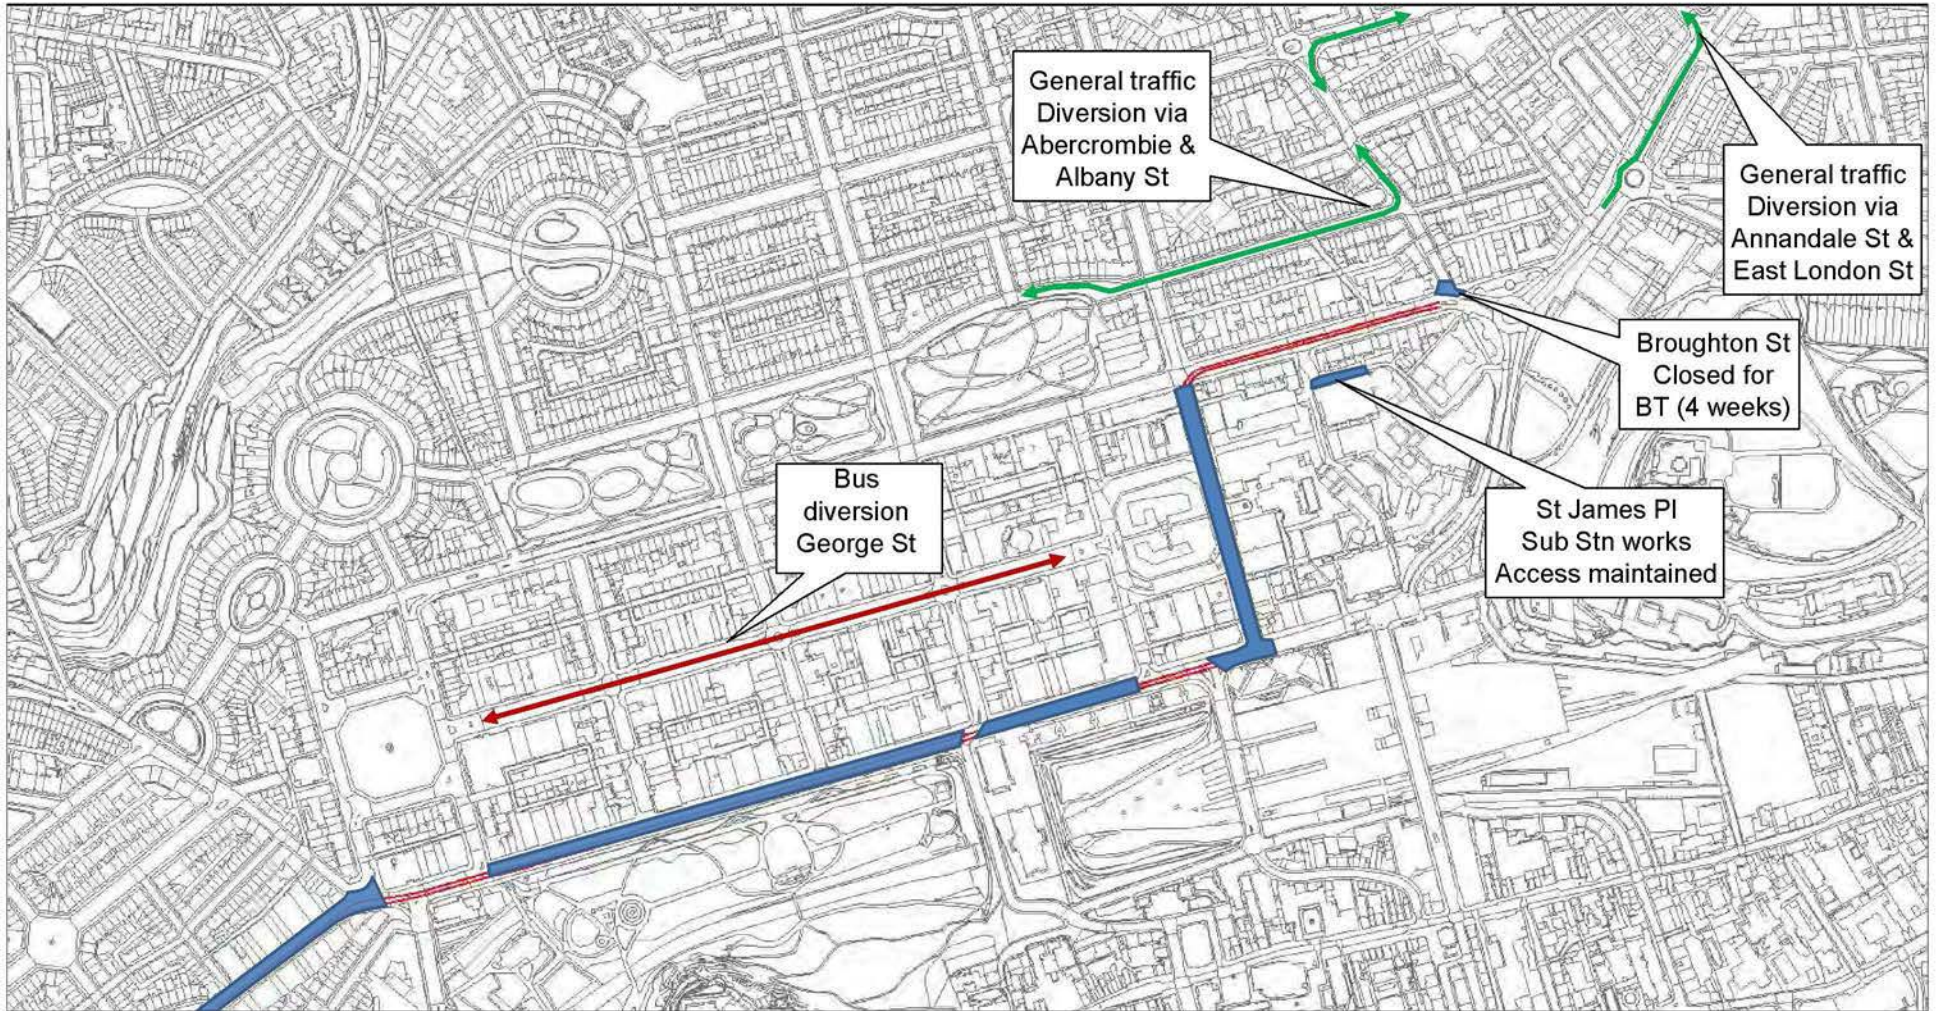 General traffic
Diversion via
Abercrombie &
Albany St
General traffic
Diversion via
Annandale St &
East London St
Broughton St
Closed for
BT (4 weeks)
Bus
diversion
George St
St James Pl
Sub Stn works
Access maintained